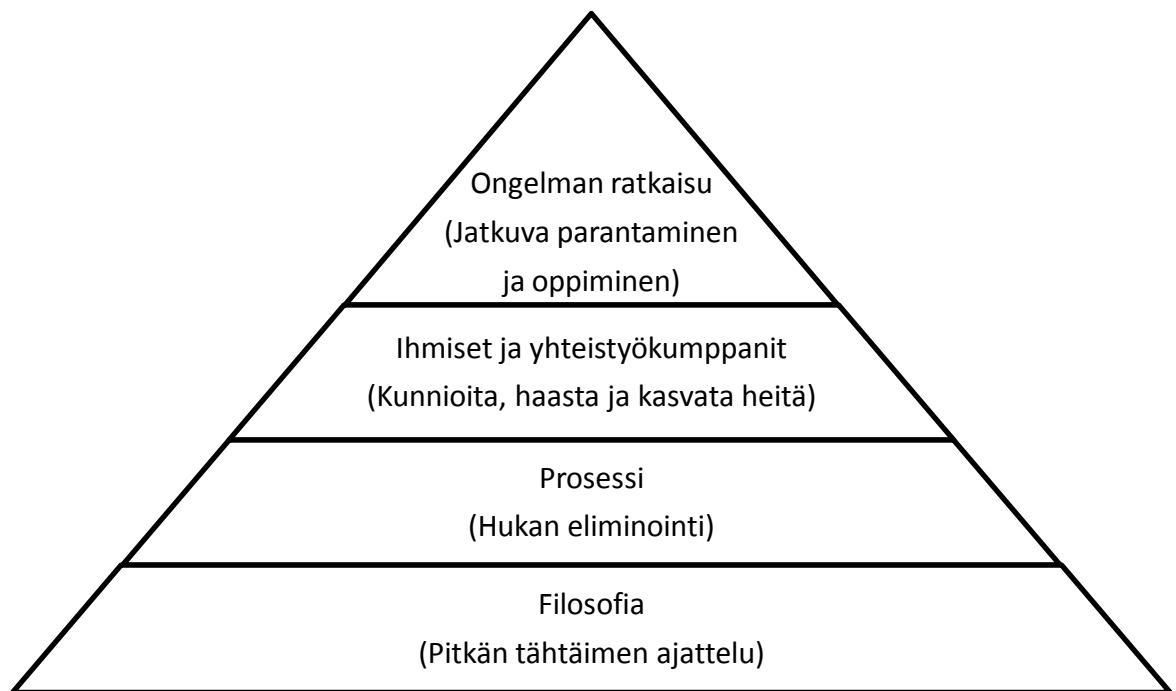 Ongelman ratkaisu
(Jatkuva parantaminen
ja oppiminen)
Ihmiset ja yhteistyökumppanit
(Kunnioita, haasta ja kasvata heitä)
Prosessi
(Hukan eliminointi)
Filosofia
(Pitkän tähtäimen ajattelu)